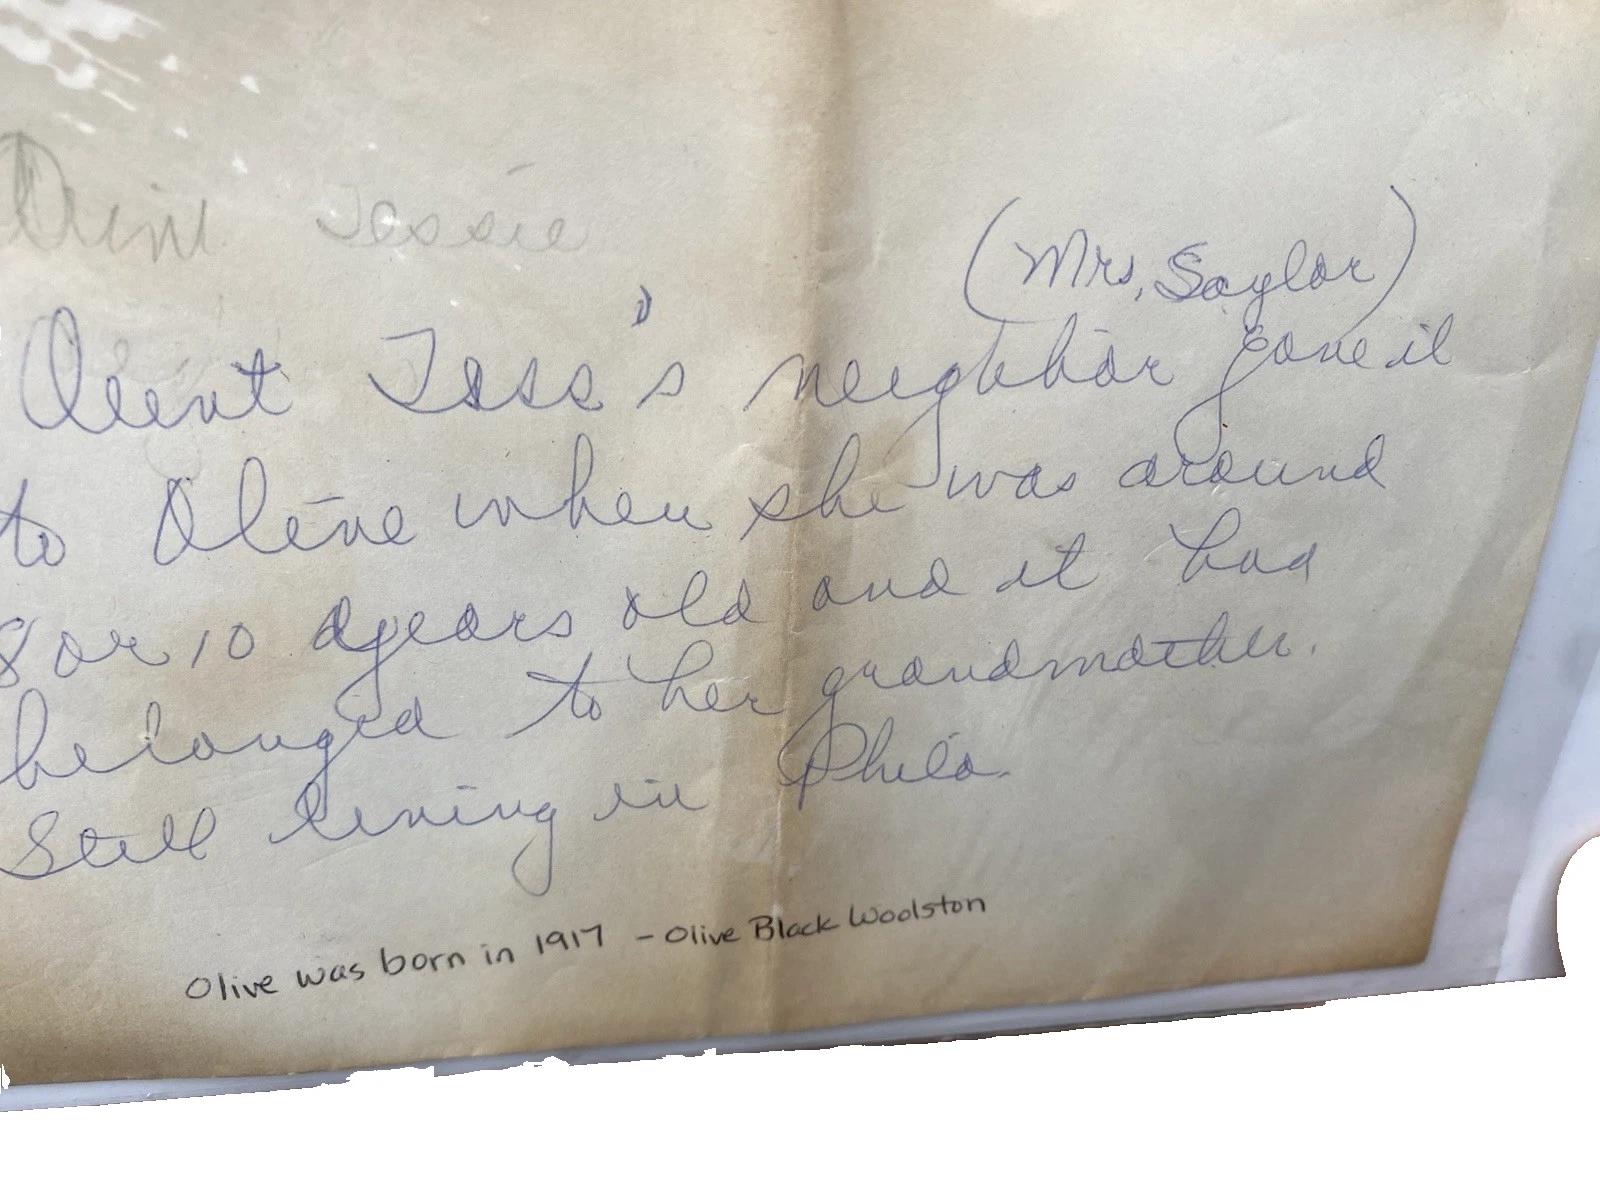 Aunt Jessie
(Mrs, Saylor)
Aunt Jess's neighbor gave it
to Olive when she was around
8 or 10 years old and it had
belonged to her grandmother.
Still living in Phila.
Olive was born in 1917 - Olive Black Woolston